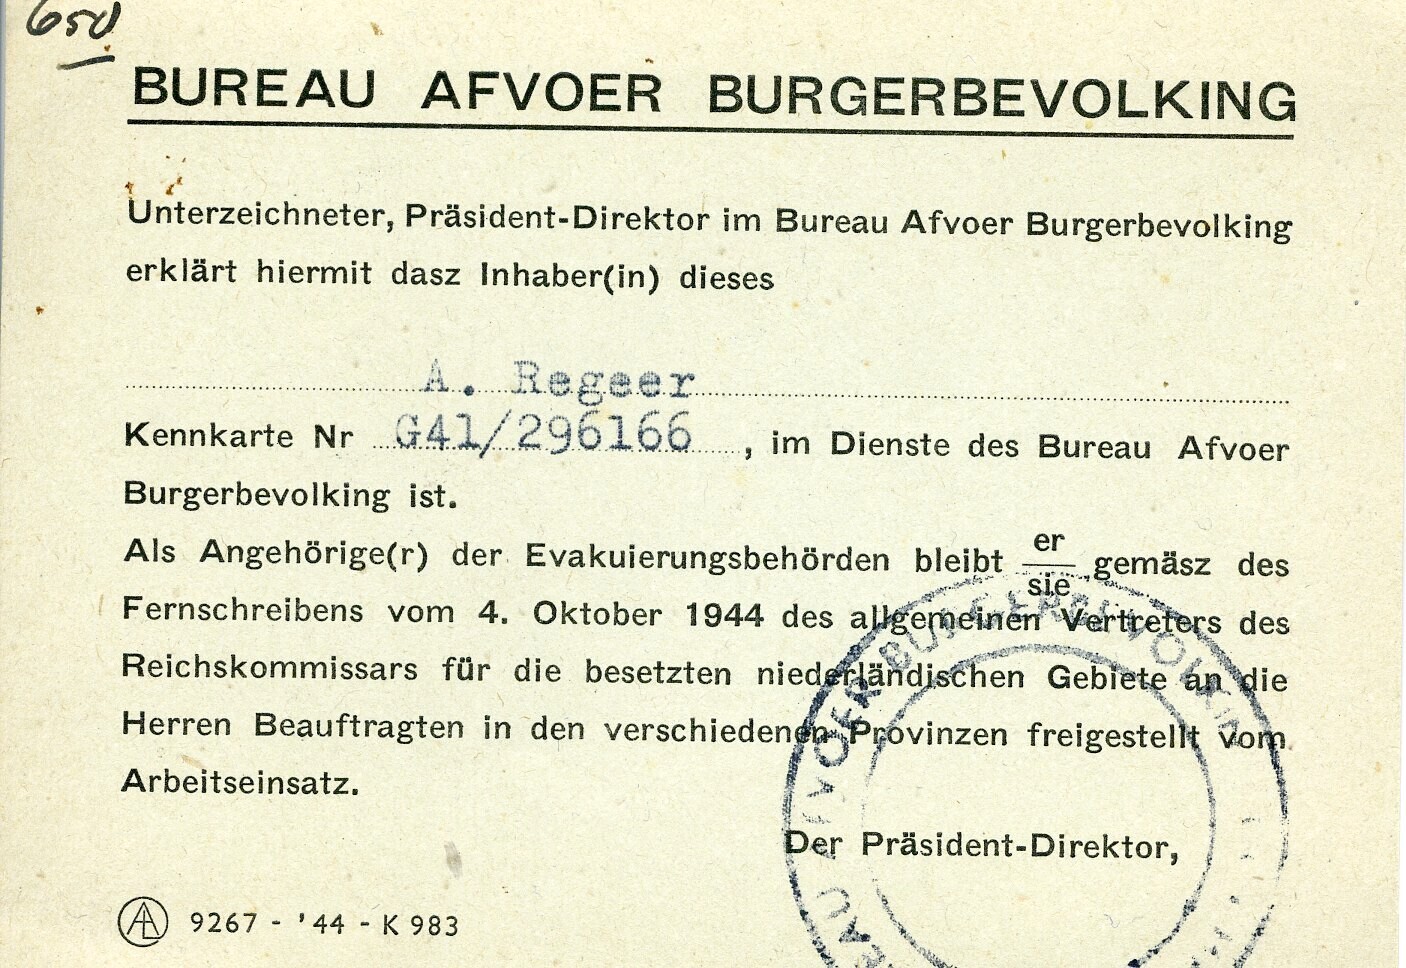 650
BUREAU AFVOER BURGERBEVOLKING
Unterzeichneter, Präsident-Direktor im Bureau Afvoer Burgerbevolking
erklärt hiermit dasz Inhaber(in) dieses
A. Regeer
Kennkarte Nr G41/296166, im Dienste des Bureau Afvoer
Burgerbevolking ist.
Als Angehörige(r) der Evakuierungsbehörden bleibt er/sie gemäsz des
Fernschreibens vom 4. Oktober 1944 des allgemeinen Vertreters des
Reichskommissars für die besetzten niederländischen Gebiete an die
Herren Beauftragten in den verschiedenen Provinzen freigestellt vom
Arbeitseinsatz.
Der Präsident-Direktor,
9267 - '44 - K 983
AFVOER BURGERBEVOLKING